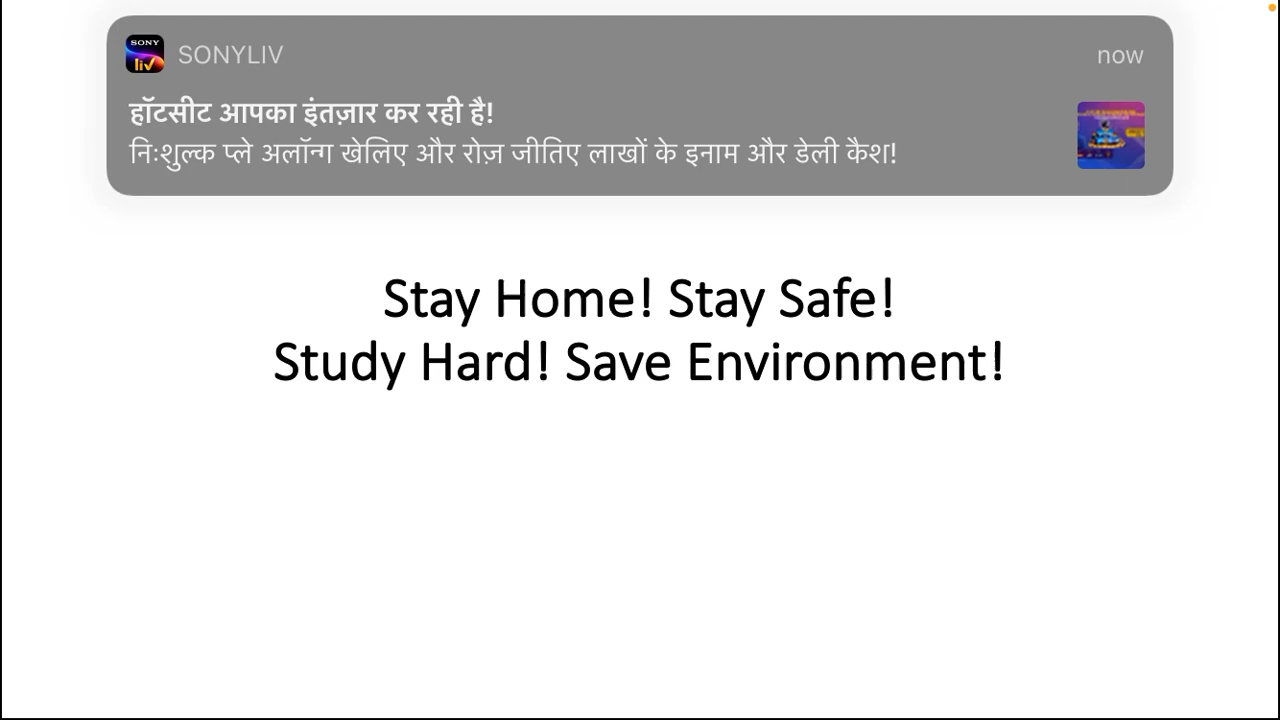 SONY
liv
SONYLIV
now
हॉटसीट आपका इंतज़ार कर रही है!
नि:शुल्क प्ले अलॉन्ग खेलिए और रोज़ जीतिए लाखों के इनाम और डेली कैश!
Stay Home! Stay Safe!
Study Hard! Save Environment!